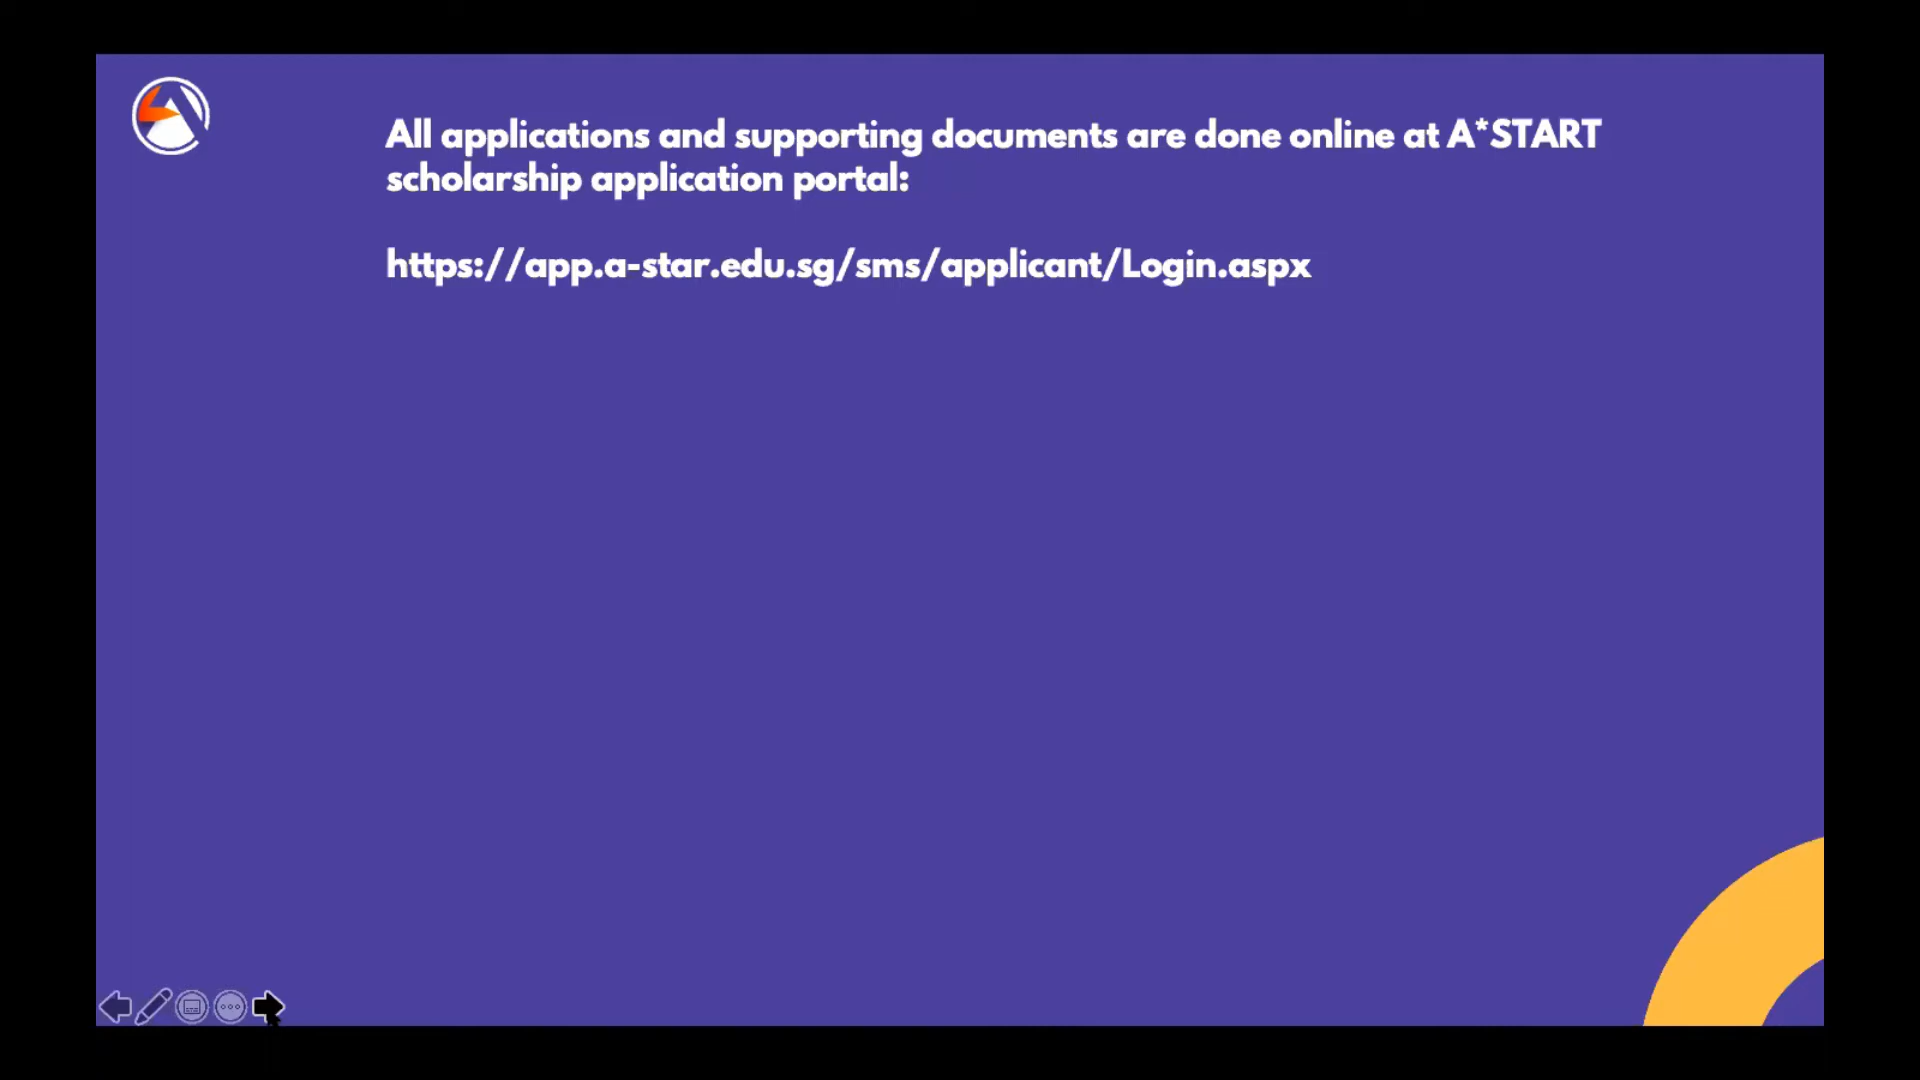 All applications and supporting documents are done online at A*START
scholarship application portal:
https://app.a-star.edu.sg/sms/applicant/Login.aspx